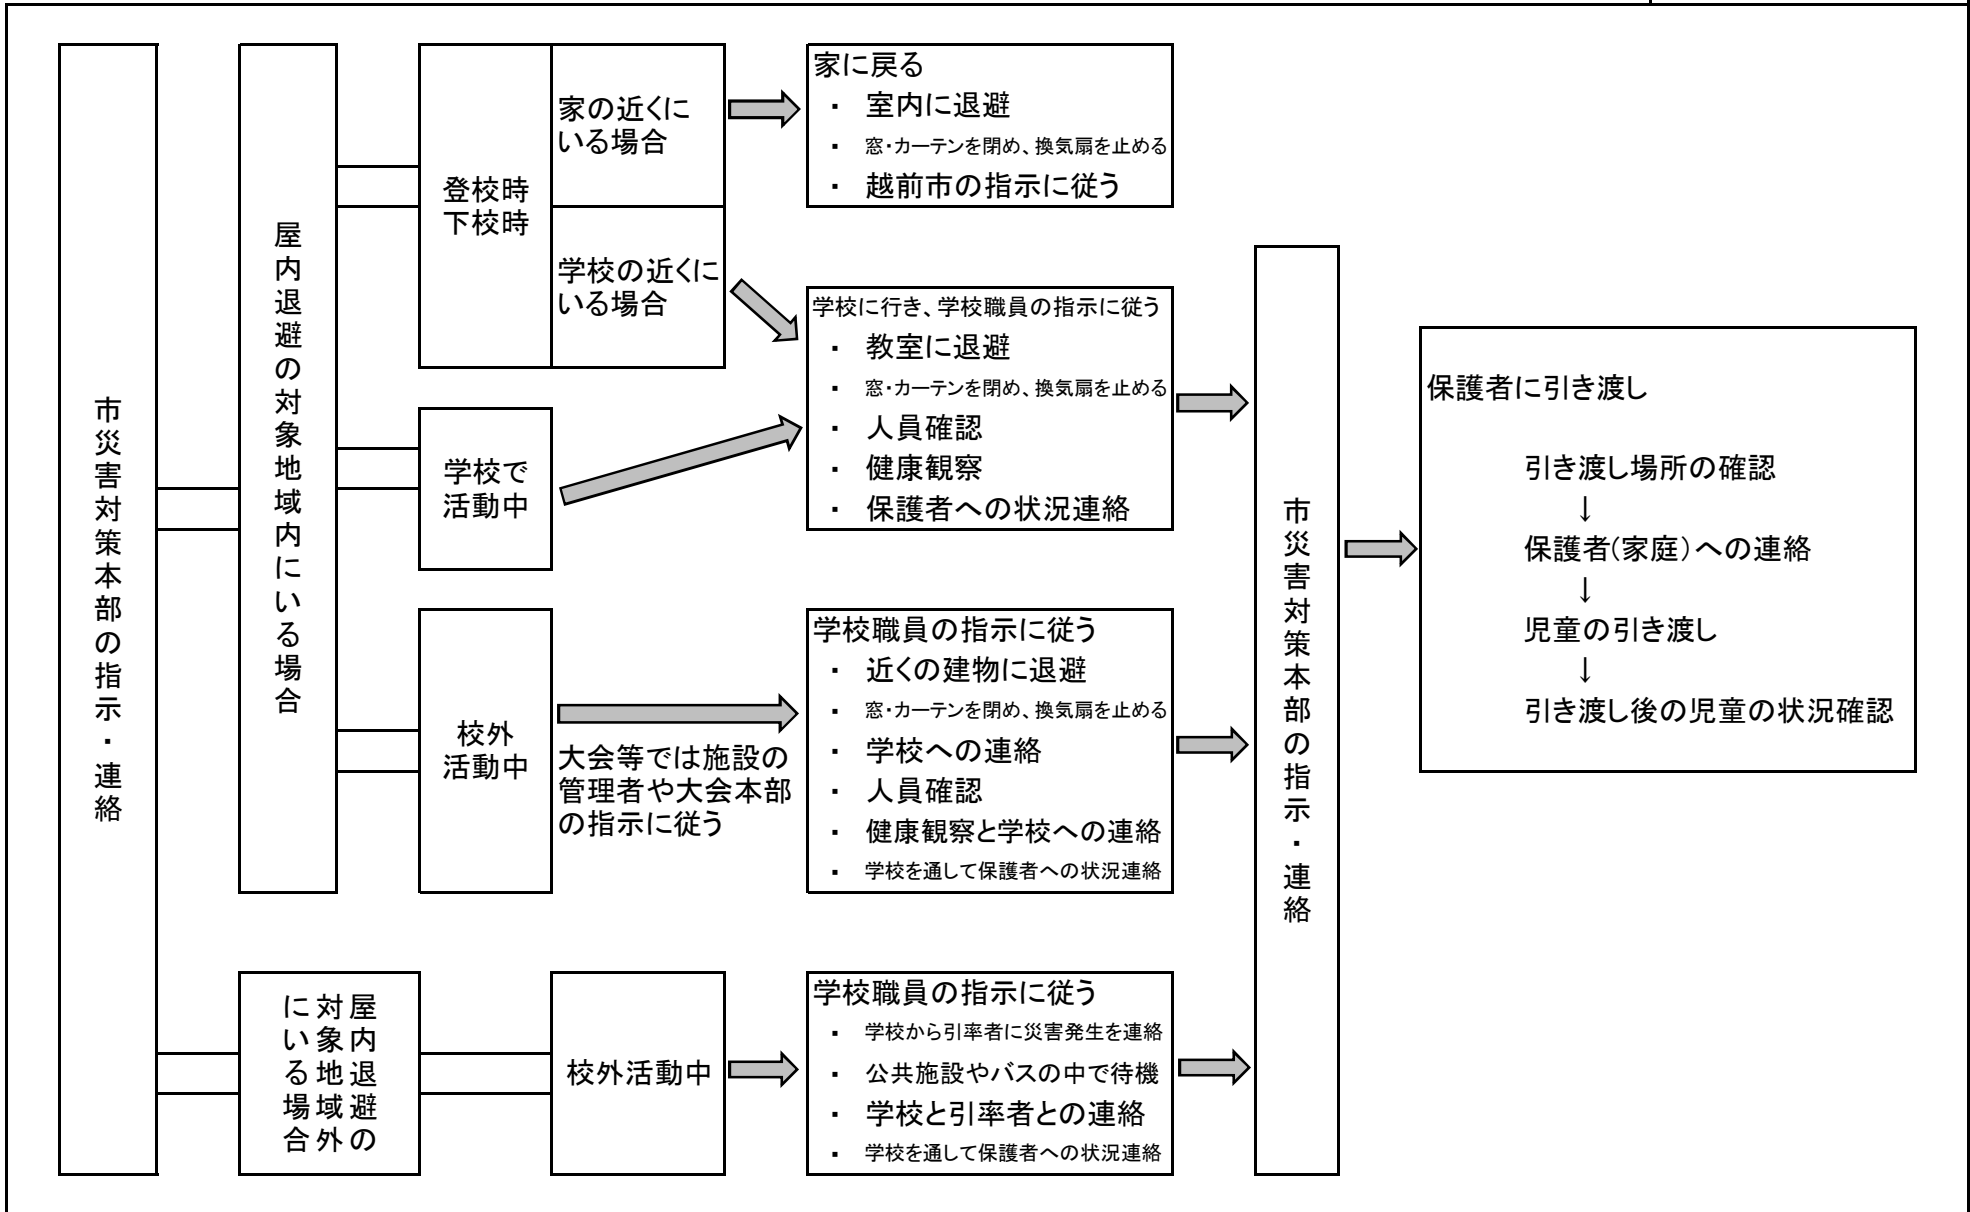 市災害対策本部の指示・連絡
屋内退避の対象地域内にいる場合
登校時
下校時
家の近くに
いる場合
家に戻る
・ 室内に退避
・ 窓・カーテンを閉め、換気扇を止める
・ 越前市の指示に従う
学校の近くに
いる場合
学校に行き、学校職員の指示に従う
・ 教室に退避
・ 窓・カーテンを閉め、換気扇を止める
・ 人員確認
・ 健康観察
・ 保護者への状況連絡
学校で
活動中
校外
活動中
大会等では施設の
管理者や大会本部
の指示に従う
学校職員の指示に従う
・ 近くの建物に退避
・ 窓・カーテンを閉め、換気扇を止める
・ 学校への連絡
・ 人員確認
・ 健康観察と学校への連絡
・ 学校を通して保護者への状況連絡
屋内退避の
対象地域外
にいる場合
校外活動中
学校職員の指示に従う
・ 学校から引率者に災害発生を連絡
・ 公共施設やバスの中で待機
・ 学校と引率者との連絡
・ 学校を通して保護者への状況連絡
市災害対策本部の指示・連絡
保護者に引き渡し
引き渡し場所の確認
↓
保護者(家庭)への連絡
↓
児童の引き渡し
↓
引き渡し後の児童の状況確認